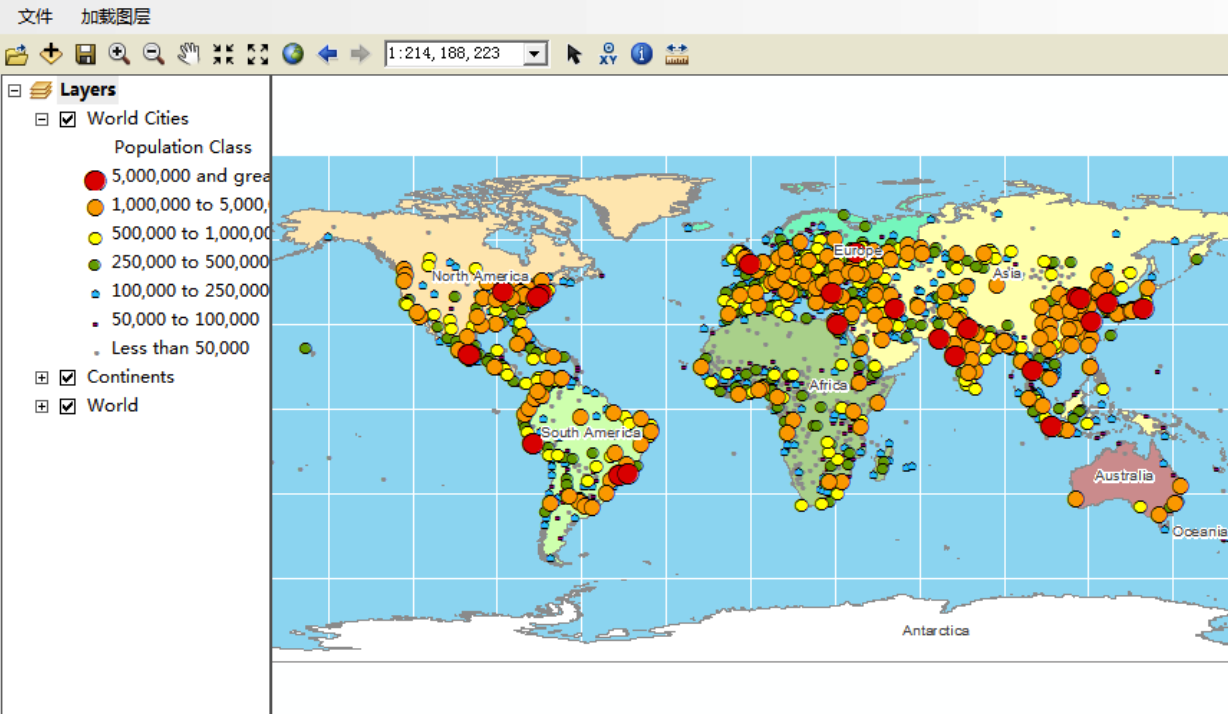 文件 加载图层
1:214,188,223
XY
Layers
World Cities
Population Class
5,000,000 and grea
1,000,000 to 5,000,
500,000 to 1,000,00
250,000 to 500,000
100,000 to 250,000
50,000 to 100,000
Less than 50,000
Continents
World
Europe
North America
Asia
Africa
South America
Australia
Oceania
Antarctica